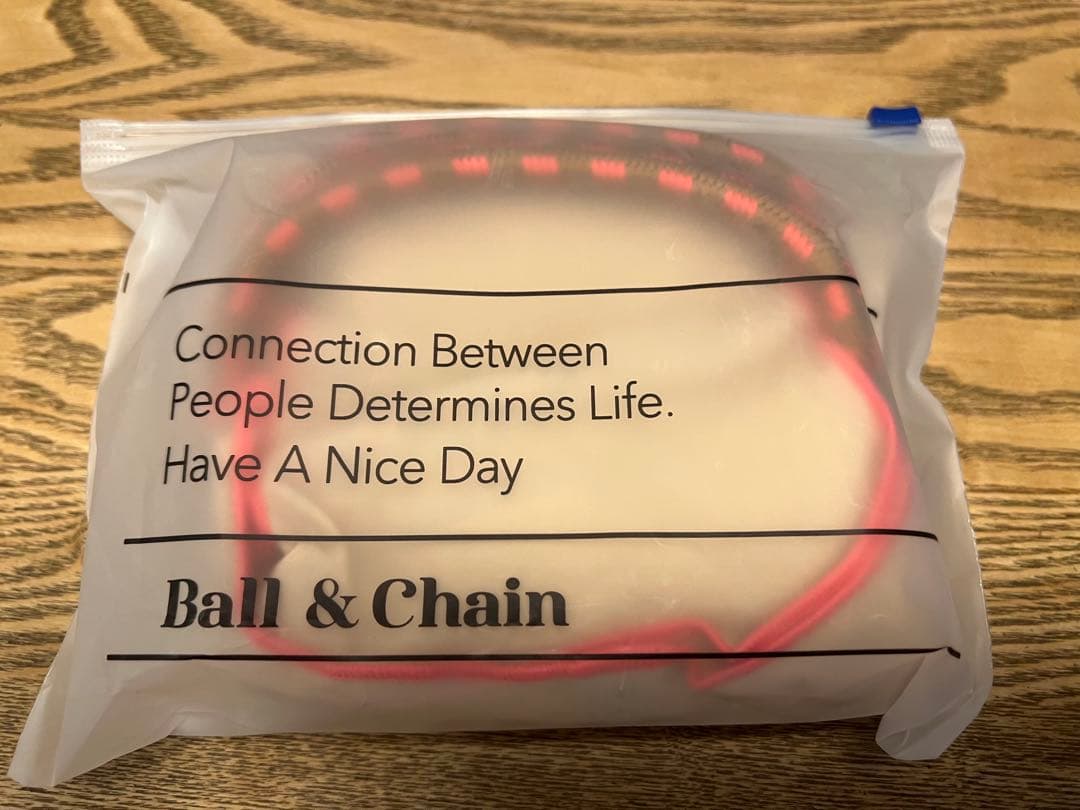 Connection Between
People Determines Life.
Have A Nice Day
Ball & Chain